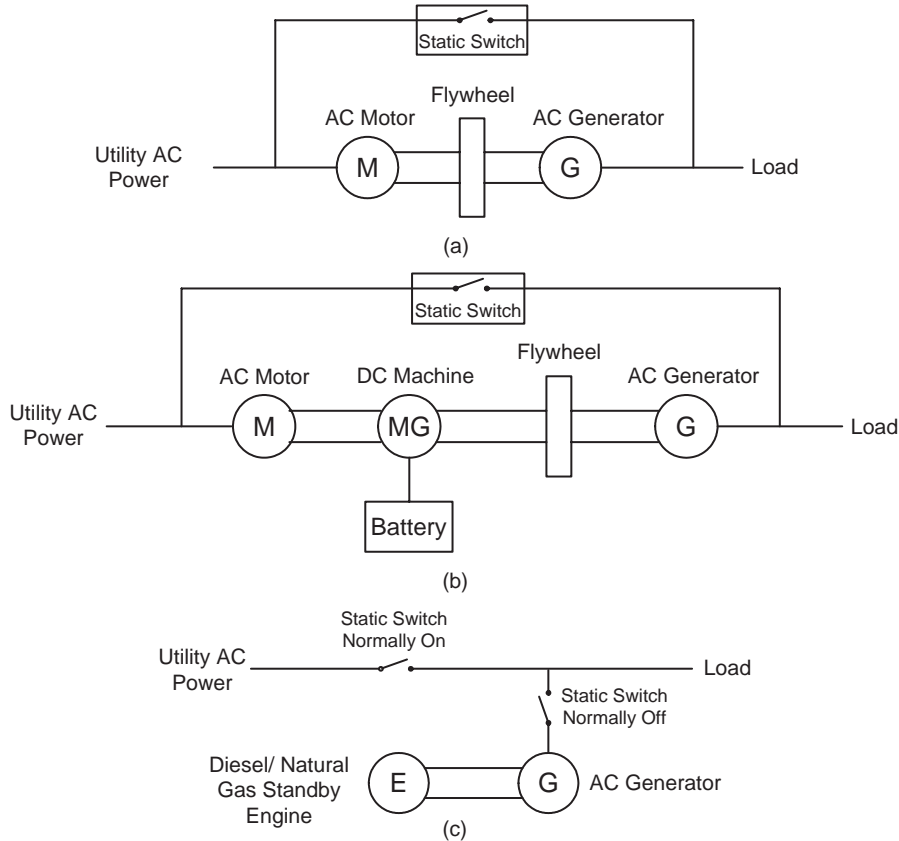 Static Switch
Flywheel
AC Motor
AC Generator
Utility AC
Power
M
G
Load
(a)
Static Switch
Flywheel
AC Motor
DC Machine
AC Generator
Utility AC
Power
M
MG
G
Load
Battery
(b)
Static Switch
Normally On
Utility AC
Power
Load
Static Switch
Normally Off
Diesel/ Natural
Gas Standby
Engine
E
G
AC Generator
(c)